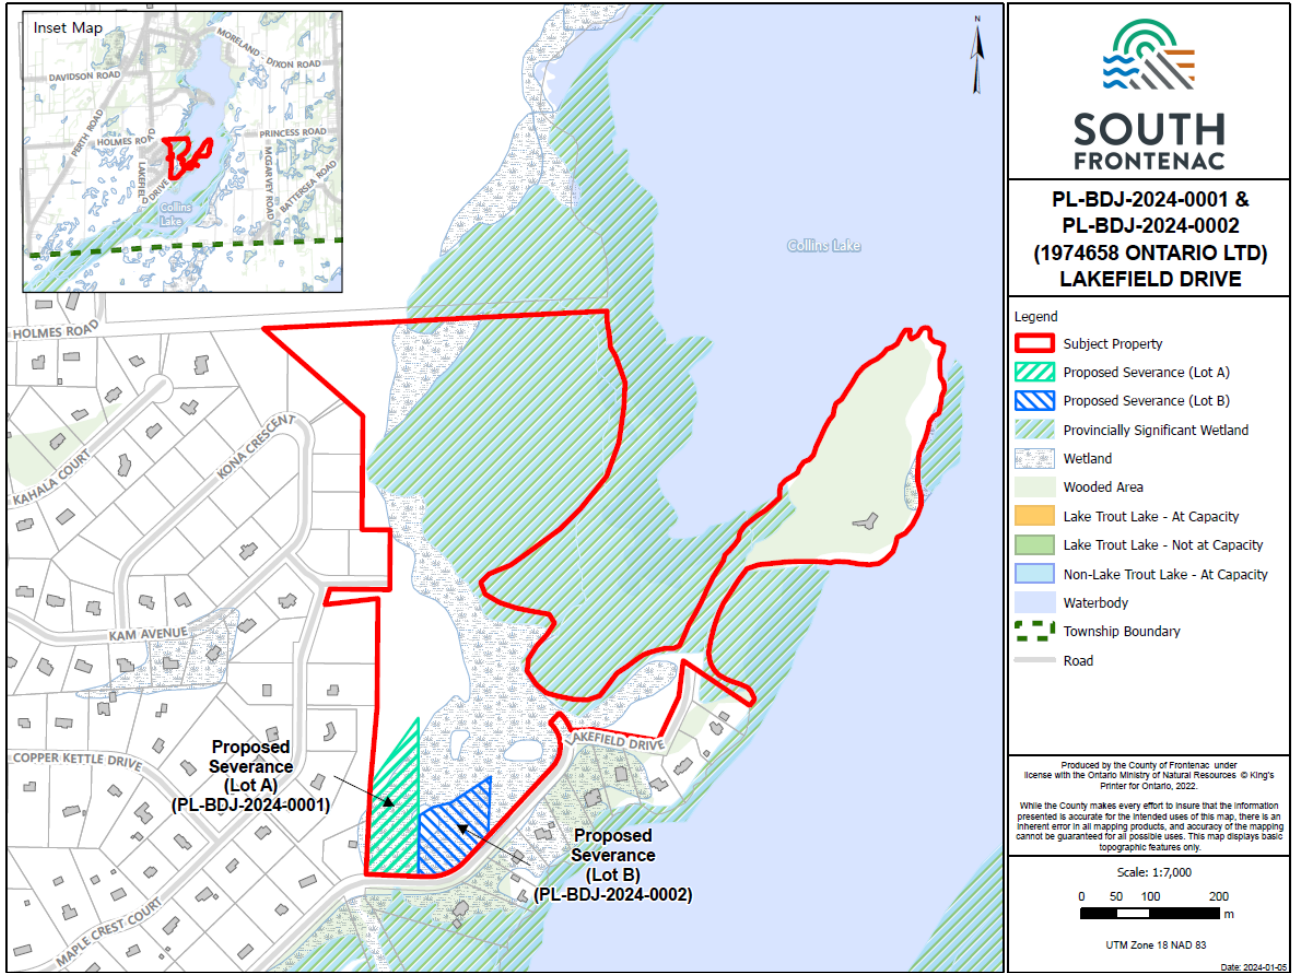 Inset Map
MORELAND - DIXON ROAD
DAVIDSON ROAD
PERTH ROAD
HOLMES ROAD
PRINCESS ROAD
LAKEFIELD DRIVE
MCGARVEY ROAD
BATTERSEA ROAD
Collins
Lake
N
Collins Lake
HOLMES ROAD
KAHALA COURT
KONA CRESCENT
KAM AVENUE
COPPER KETTLE DRIVE
LAKEFIELD DRIVE
MAPLE CREST COURT
Proposed
Severance
(Lot A)
(PL-BDJ-2024-0001)
Proposed
Severance
(Lot B)
(PL-BDJ-2024-0002)
SOUTH
FRONTENAC
PL-BDJ-2024-0001 &
PL-BDJ-2024-0002
(1974658 ONTARIO LTD)
LAKEFIELD DRIVE
Legend
Subject Property
Proposed Severance (Lot A)
Proposed Severance (Lot B)
Provincially Significant Wetland
Wetland
Wooded Area
Lake Trout Lake - At Capacity
Lake Trout Lake - Not at Capacity
Non-Lake Trout Lake - At Capacity
Waterbody
Township Boundary
Road
Produced by the County of Frontenac under
license with the Ontario Ministry of Natural Resources © King's
Printer for Ontario, 2022.
While the County makes every effort to insure that the information
presented is accurate for the intended uses of this map, there is an
inherent error in all mapping products, and accuracy of the mapping
cannot be guaranteed for all possible uses. This map displays basic
topographic features only.
Scale: 1:7,000
0 50 100 200
m
UTM Zone 18 NAD 83
Date: 2024-01-05